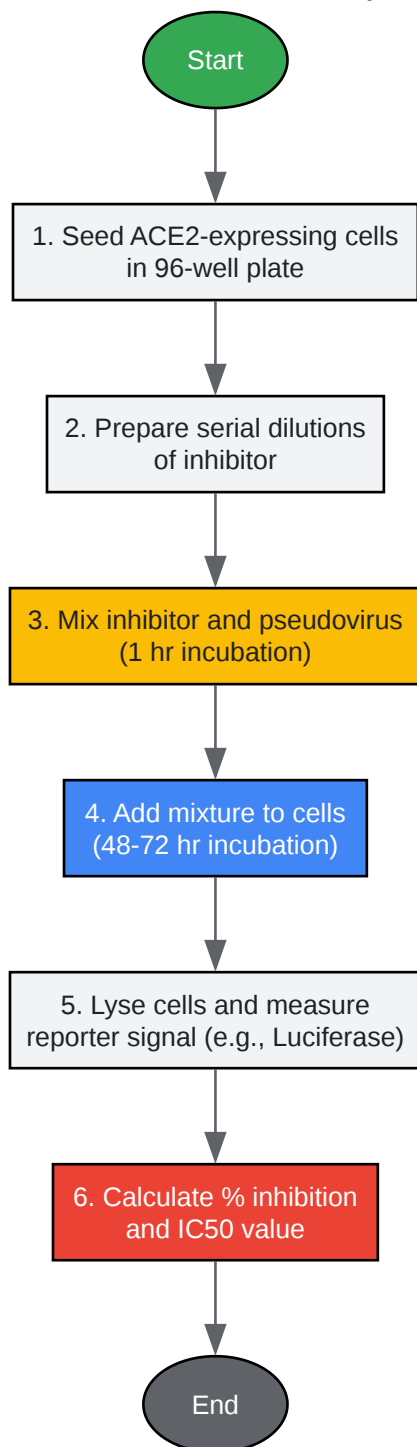 Start
1. Seed ACE2-expressing cells
in 96-well plate
2. Prepare serial dilutions
of inhibitor
3. Mix inhibitor and pseudovirus
(1 hr incubation)
4. Add mixture to cells
(48-72 hr incubation)
5. Lyse cells and measure
reporter signal (e.g., Luciferase)
6. Calculate % inhibition
and IC50 value
End